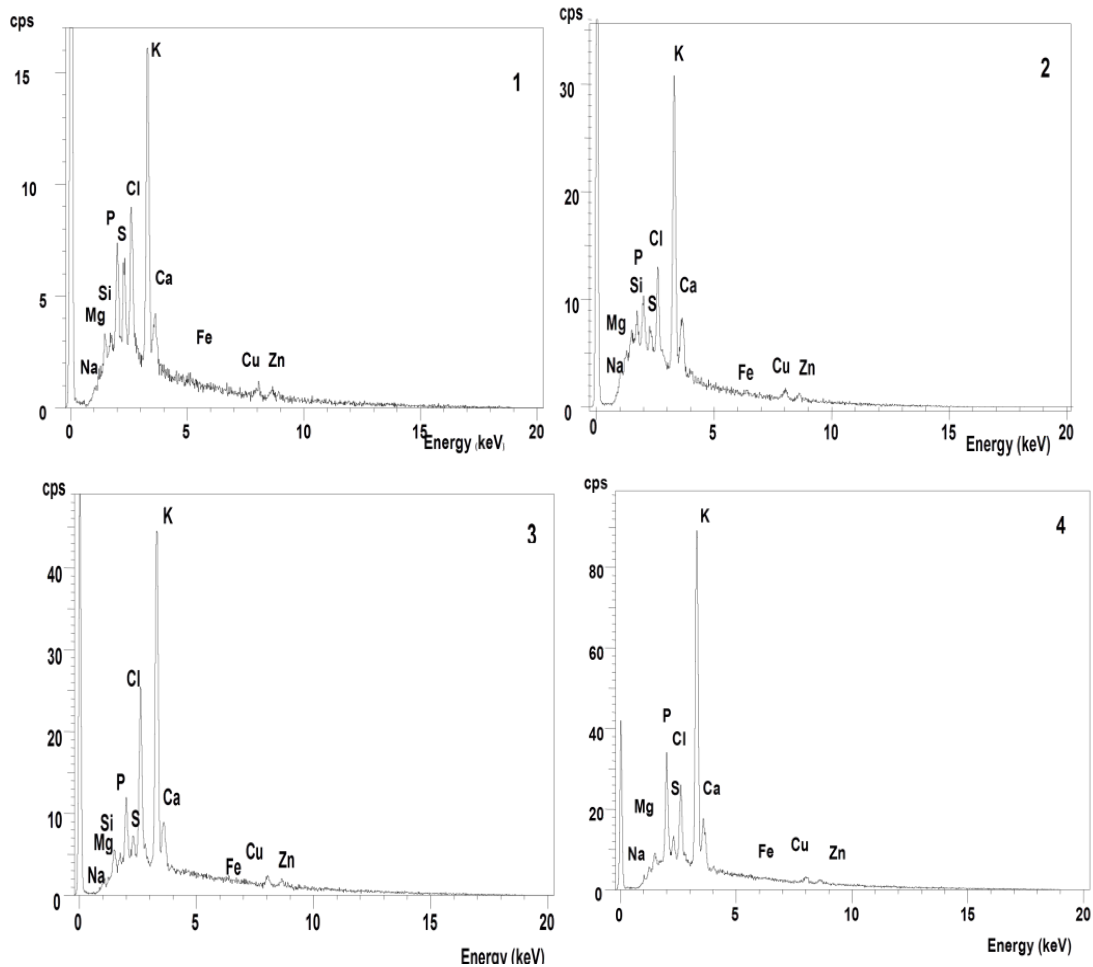 cps
K
1
15
Cl
10
P
S
Ca
Si
5
Mg
Fe
Cu Zn
Na
0
0 5 10 15 20
Energy (keV)
cps
K
2
30
20
Cl
P
Si S Ca
10
Mg
Na
Fe Cu Zn
0
0 5 10 15 20
Energy (keV)
cps
K
3
40
30
Cl
20
P
Ca
10
Si S
Mg
Na
Fe Cu Zn
0
0 5 10 15 20
Energy (keV)
cps
K
4
80
60
40
P
Cl
S Ca
20
Mg
Na
Fe Cu Zn
0
0 5 10 15 20
Energy (keV)